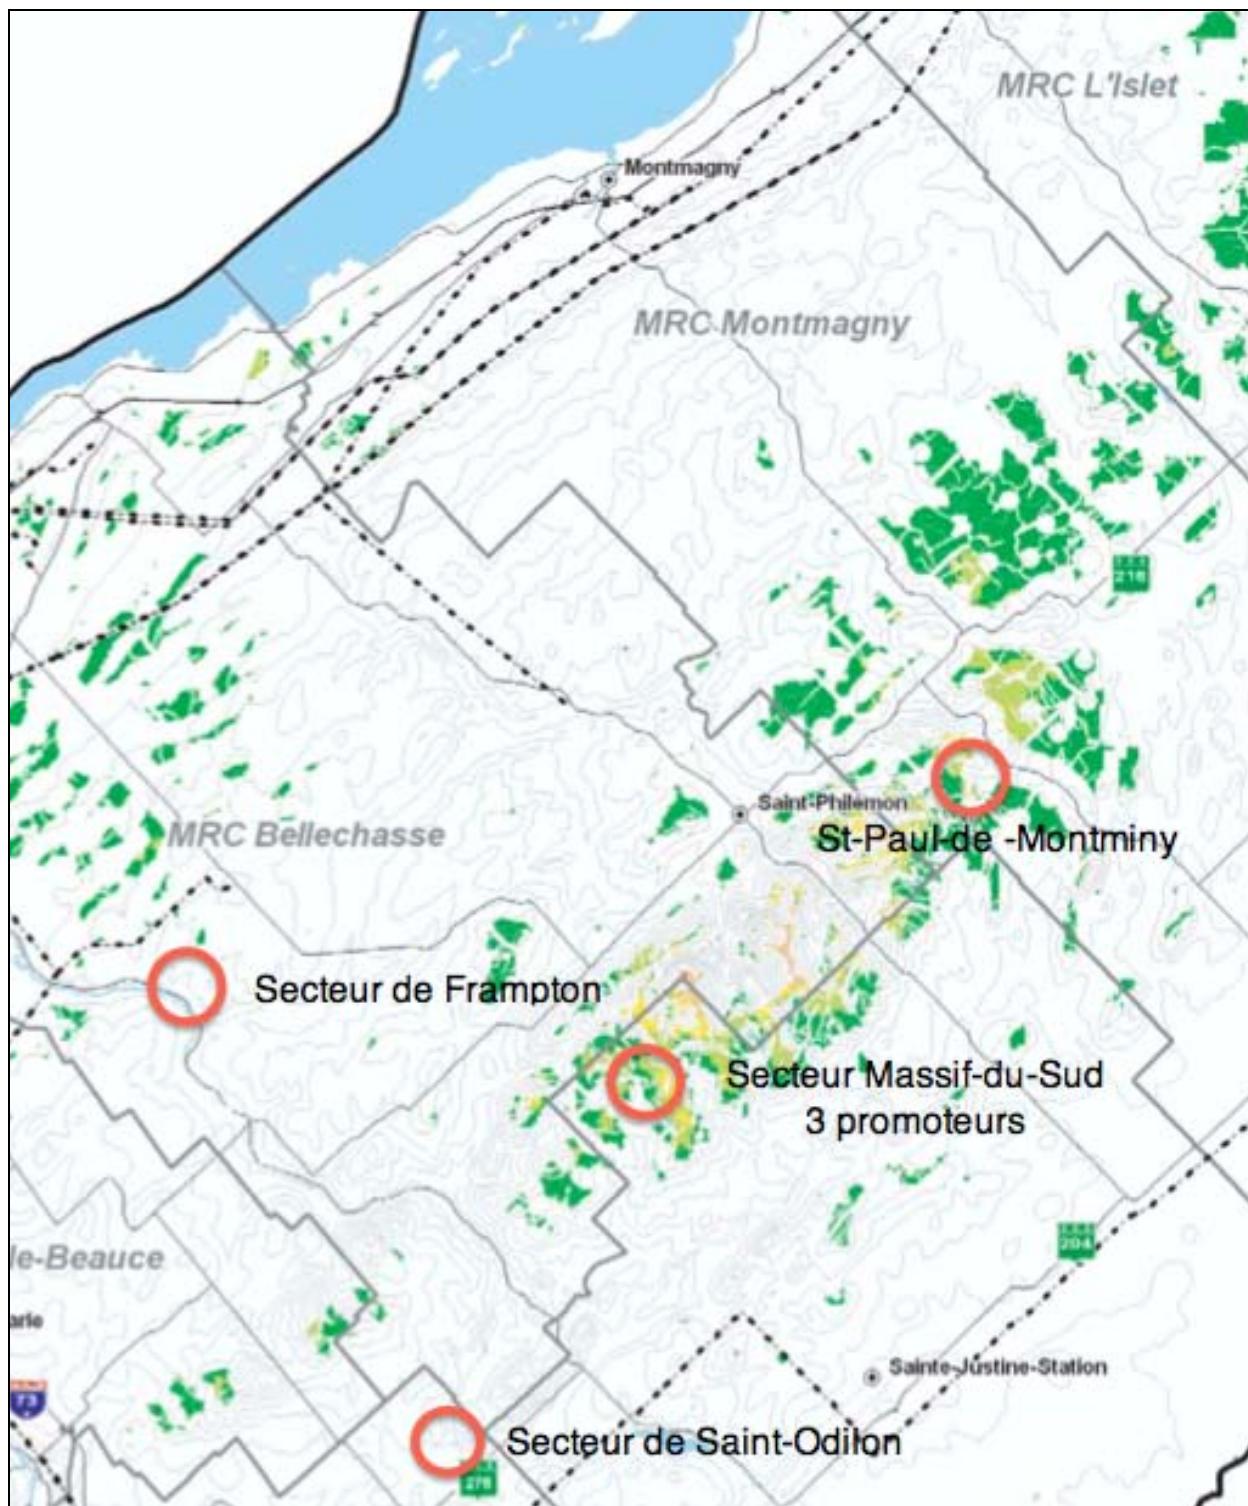 MRC L'Islet
Montmagny
MRC Montmagny
216
Saint-Philémon
St-Paul-de -Montminy
MRC Bellechasse
Secteur de Frampton
Secteur Massif-du-Sud
3 promoteurs
204
le-Beauce
arie
Sainte-Justine-Station
73
Secteur de Saint-Odilon
276